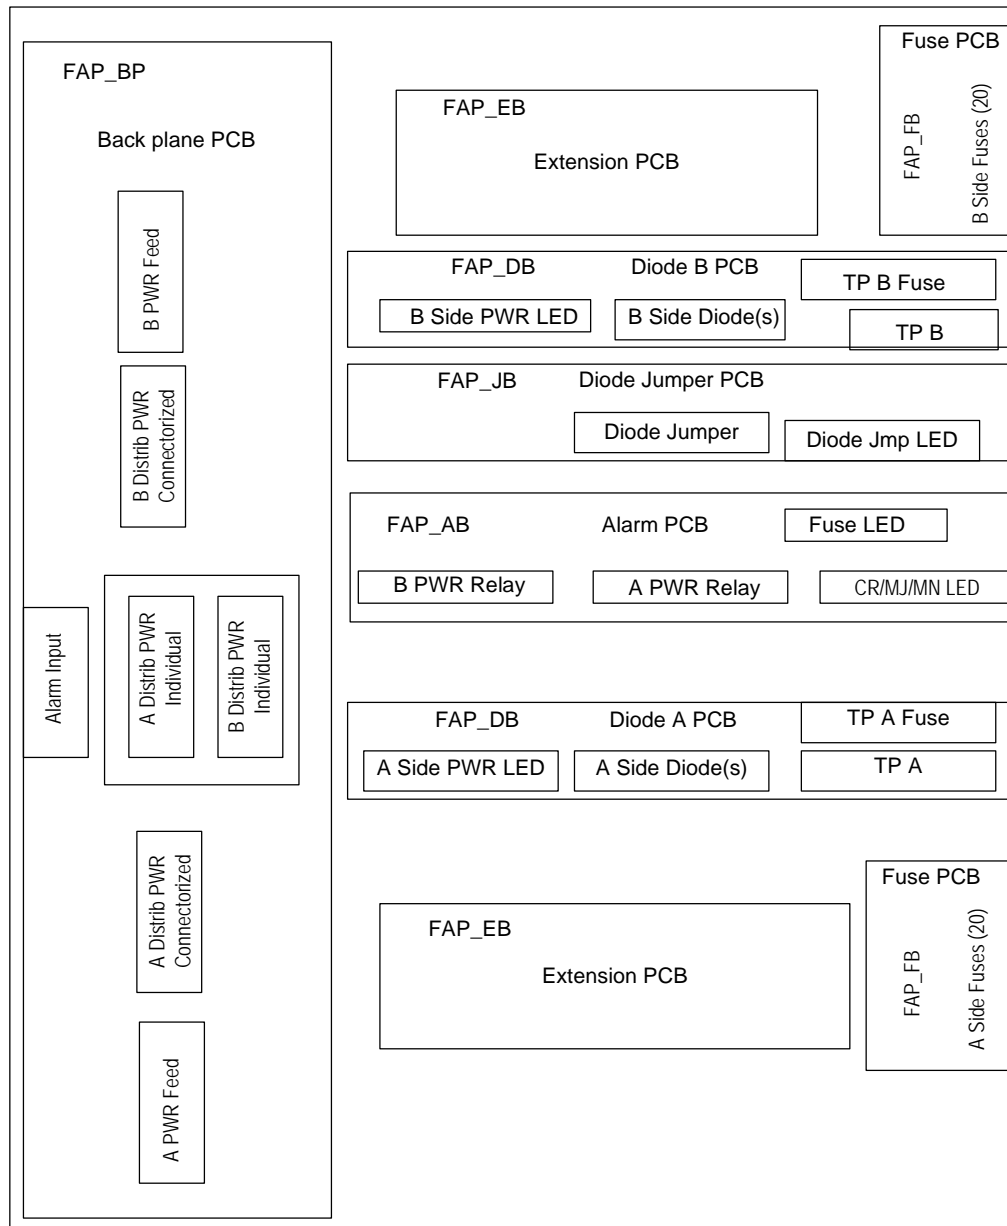 FAP_BP
Back plane PCB
B PWR Feed
B Distrib PWR
Connectorized
Alarm Input
A Distrib PWR
Individual
B Distrib PWR
Individual
A Distrib PWR
Connectorized
A PWR Feed
FAP_EB
Extension PCB
Fuse PCB
FAP_FB
B Side Fuses (20)
FAP_DB
Diode B PCB
TP B Fuse
B Side PWR LED
B Side Diode(s)
TP B
FAP_JB
Diode Jumper PCB
Diode Jumper
Diode Jmp LED
FAP_AB
Alarm PCB
Fuse LED
B PWR Relay
A PWR Relay
CR/MJ/MN LED
FAP_DB
Diode A PCB
TP A Fuse
A Side PWR LED
A Side Diode(s)
TP A
FAP_EB
Extension PCB
Fuse PCB
FAP_FB
A Side Fuses (20)